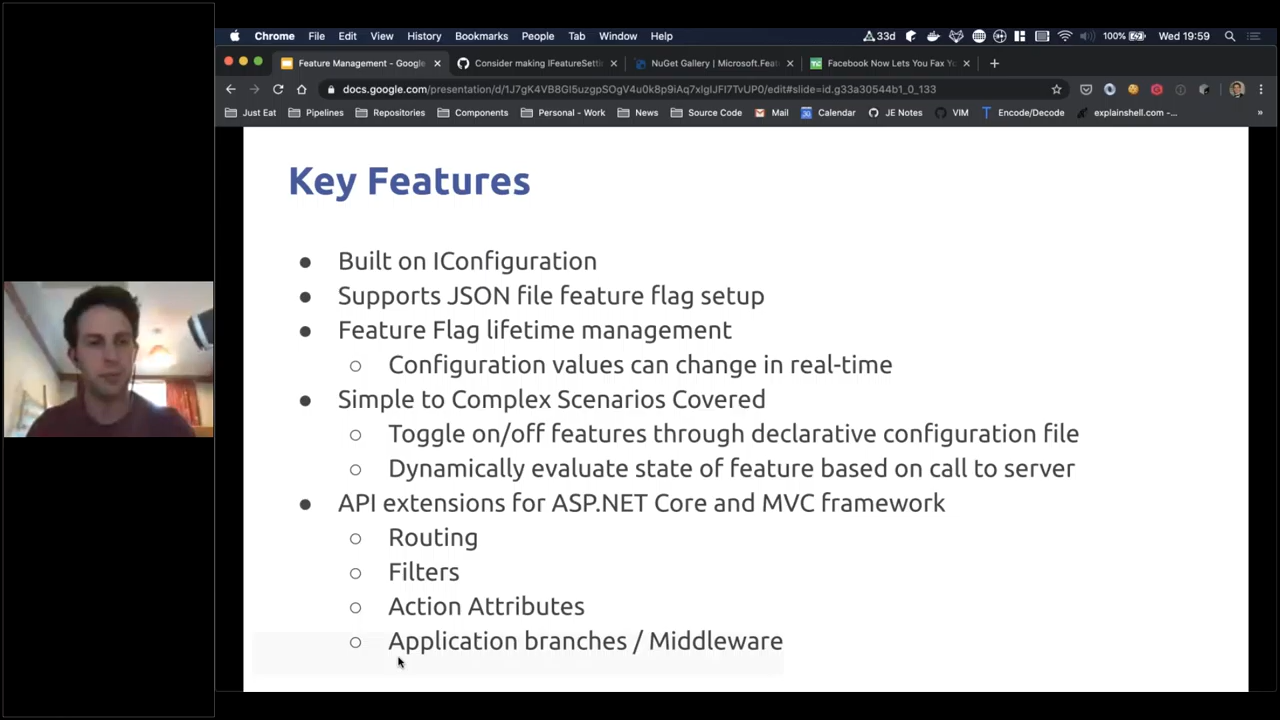 Chrome File Edit View History Bookmarks People Tab Window Help 33d 100% Wed 19:59
Feature Management - Google Consider making IFeatureSetti NuGet Gallery | Microsoft.Feat Facebook Now Lets You Fax Yo
docs.google.com/presentation/d/1J7gK4VB8Gl5uzgpSOgV4u0k8p9iAq7xIgIJFI7TvUP0/edit#slide=id.g33a30544b1_0_133
Just Eat Pipelines Repositories Components Personal - Work News Source Code Mail Calendar JE Notes VIM Encode/Decode explainshell.com -... »
Key Features
● Built on IConfiguration
● Supports JSON file feature flag setup
● Feature Flag lifetime management
○ Configuration values can change in real-time
● Simple to Complex Scenarios Covered
○ Toggle on/off features through declarative configuration file
○ Dynamically evaluate state of feature based on call to server
● API extensions for ASP.NET Core and MVC framework
○ Routing
○ Filters
○ Action Attributes
○ Application branches / Middleware